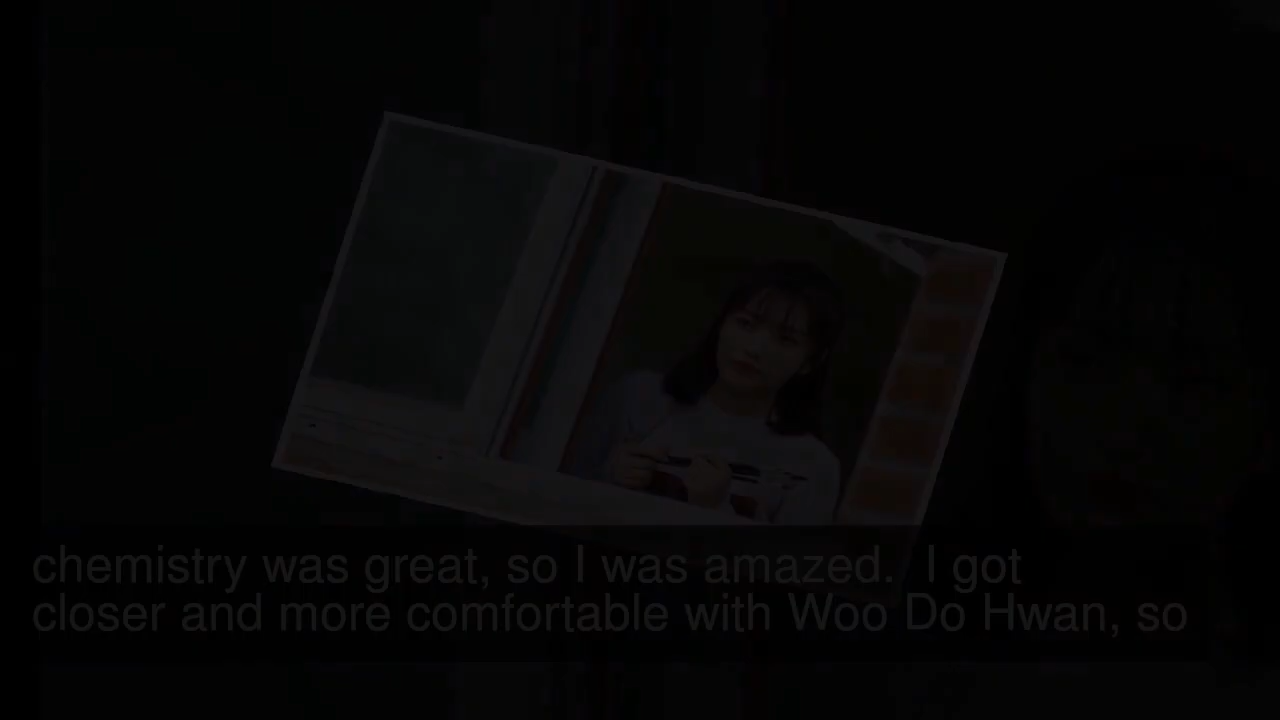 chemistry was great, so I was amazed. I got
closer and more comfortable with Woo Do Hwan, so